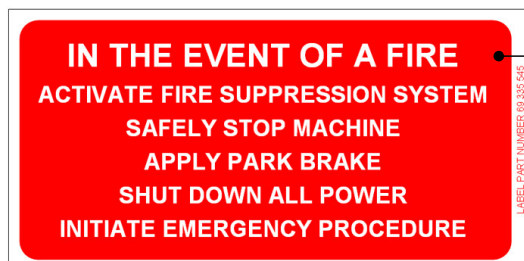 IN THE EVENT OF A FIRE
ACTIVATE FIRE SUPPRESSION SYSTEM
SAFELY STOP MACHINE
APPLY PARK BRAKE
SHUT DOWN ALL POWER
INITIATE EMERGENCY PROCEDURE
LABEL PART NUMBER 69 335 545